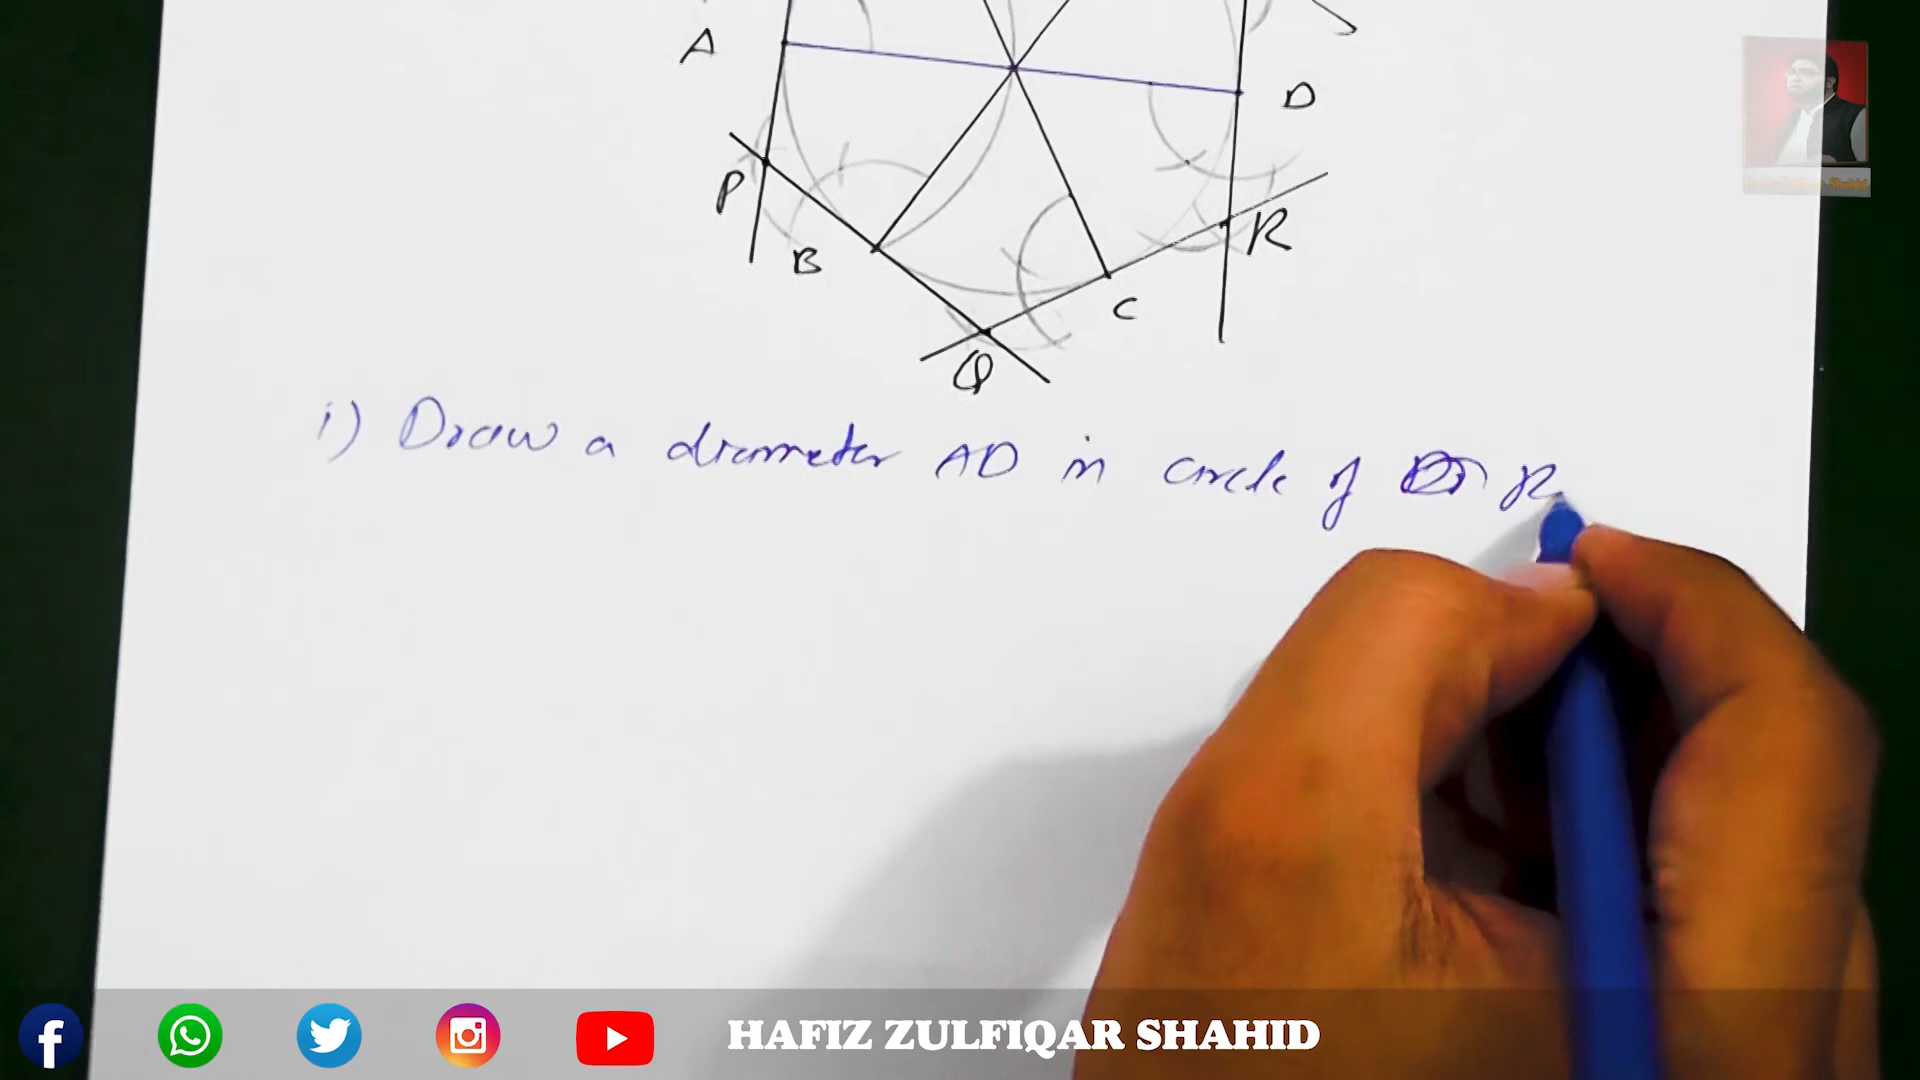 A
D
P
B
R
C
Q
i) Draw a diameter AD in circle of
HAFIZ ZULFIQAR SHAHID